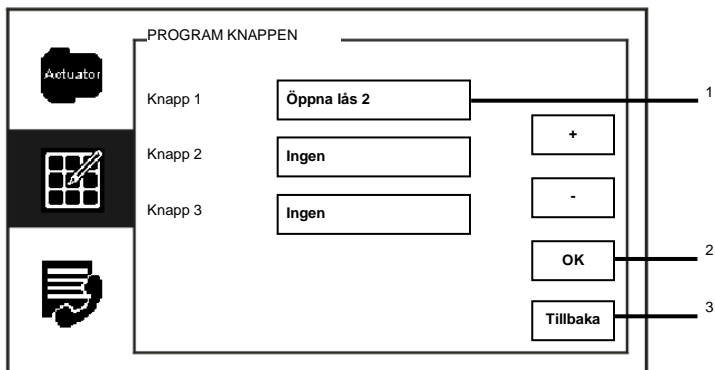 PROGRAM KNAPPEN
Actuator
Knapp 1
Öppna lås 2
1
+
Knapp 2
Ingen
-
Knapp 3
Ingen
OK
2
Tillbaka
3